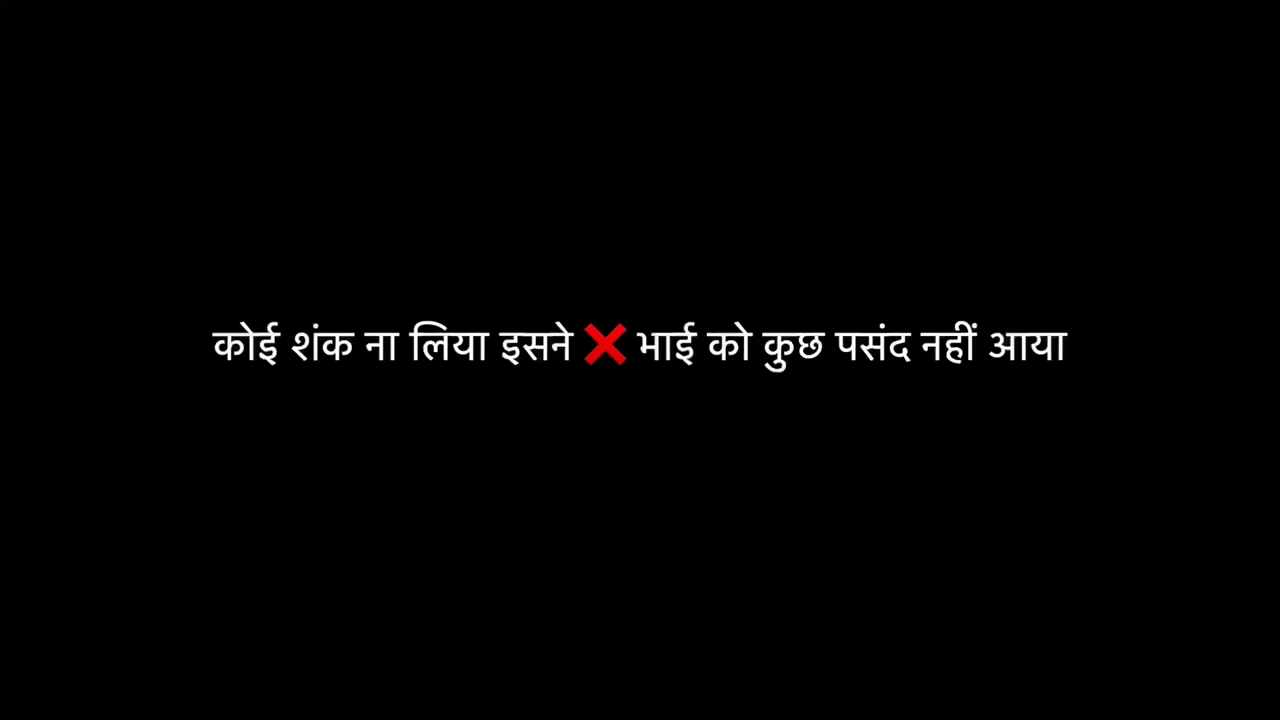 कोई शंक ना लिया इसने ❌ भाई को कुछ पसंद नहीं आया